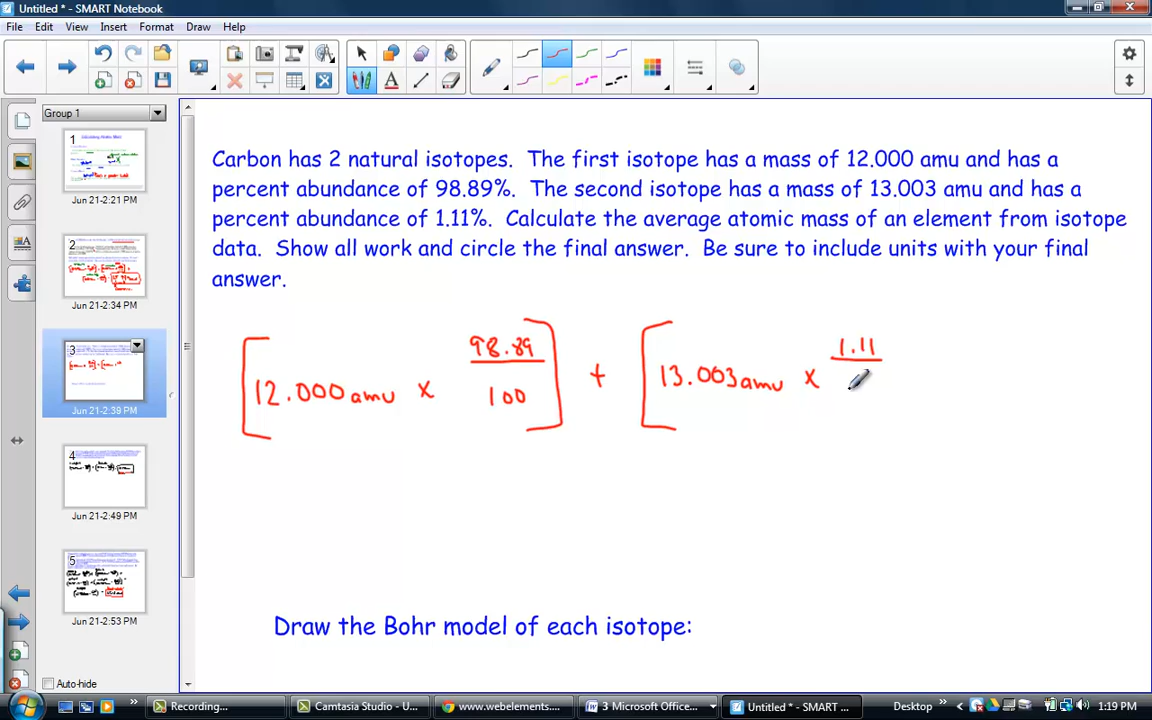 Untitled * - SMART Notebook
File Edit View Insert Format Draw Help
Group 1
1
Jun 21-2:21 PM
2
Jun 21-2:34 PM
3
Jun 21-2:39 PM
4
Jun 21-2:49 PM
5
Jun 21-2:53 PM
Auto-hide
Carbon has 2 natural isotopes. The first isotope has a mass of 12.000 amu and has a
percent abundance of 98.89%. The second isotope has a mass of 13.003 amu and has a
percent abundance of 1.11%. Calculate the average atomic mass of an element from isotope
data. Show all work and circle the final answer. Be sure to include units with your final
answer.
[12.000 amu x 98.89/100] + [13.003 amu x 1.11
Draw the Bohr model of each isotope:
Recording... Camtasia Studio - U... www.webelements.... 3 Microsoft Office... Untitled * - SMART ... Desktop 1:19 PM